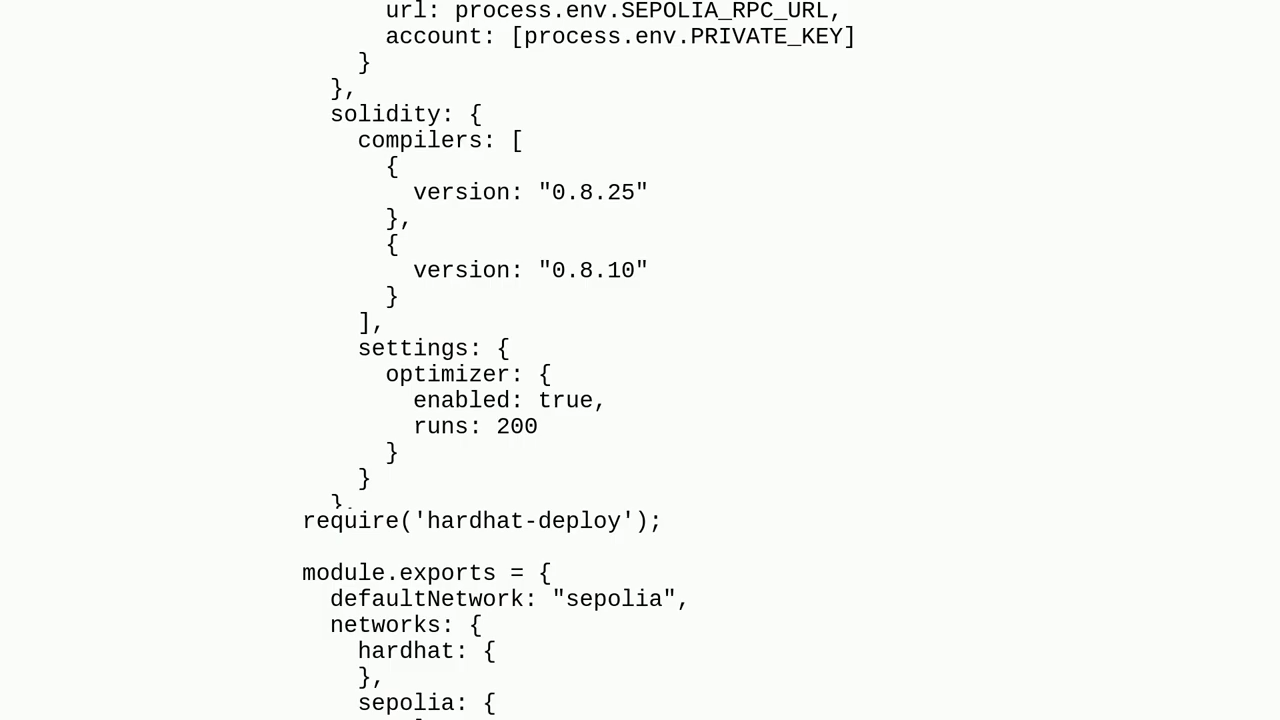 url: process.env.SEPOLIA_RPC_URL,
account: [process.env.PRIVATE_KEY]
}
},
solidity: {
compilers: [
{
version: "0.8.25"
},
{
version: "0.8.10"
}
],
settings: {
optimizer: {
enabled: true,
runs: 200
}
}
},
require('hardhat-deploy');
module.exports = {
defaultNetwork: "sepolia",
networks: {
hardhat: {
},
sepolia: {